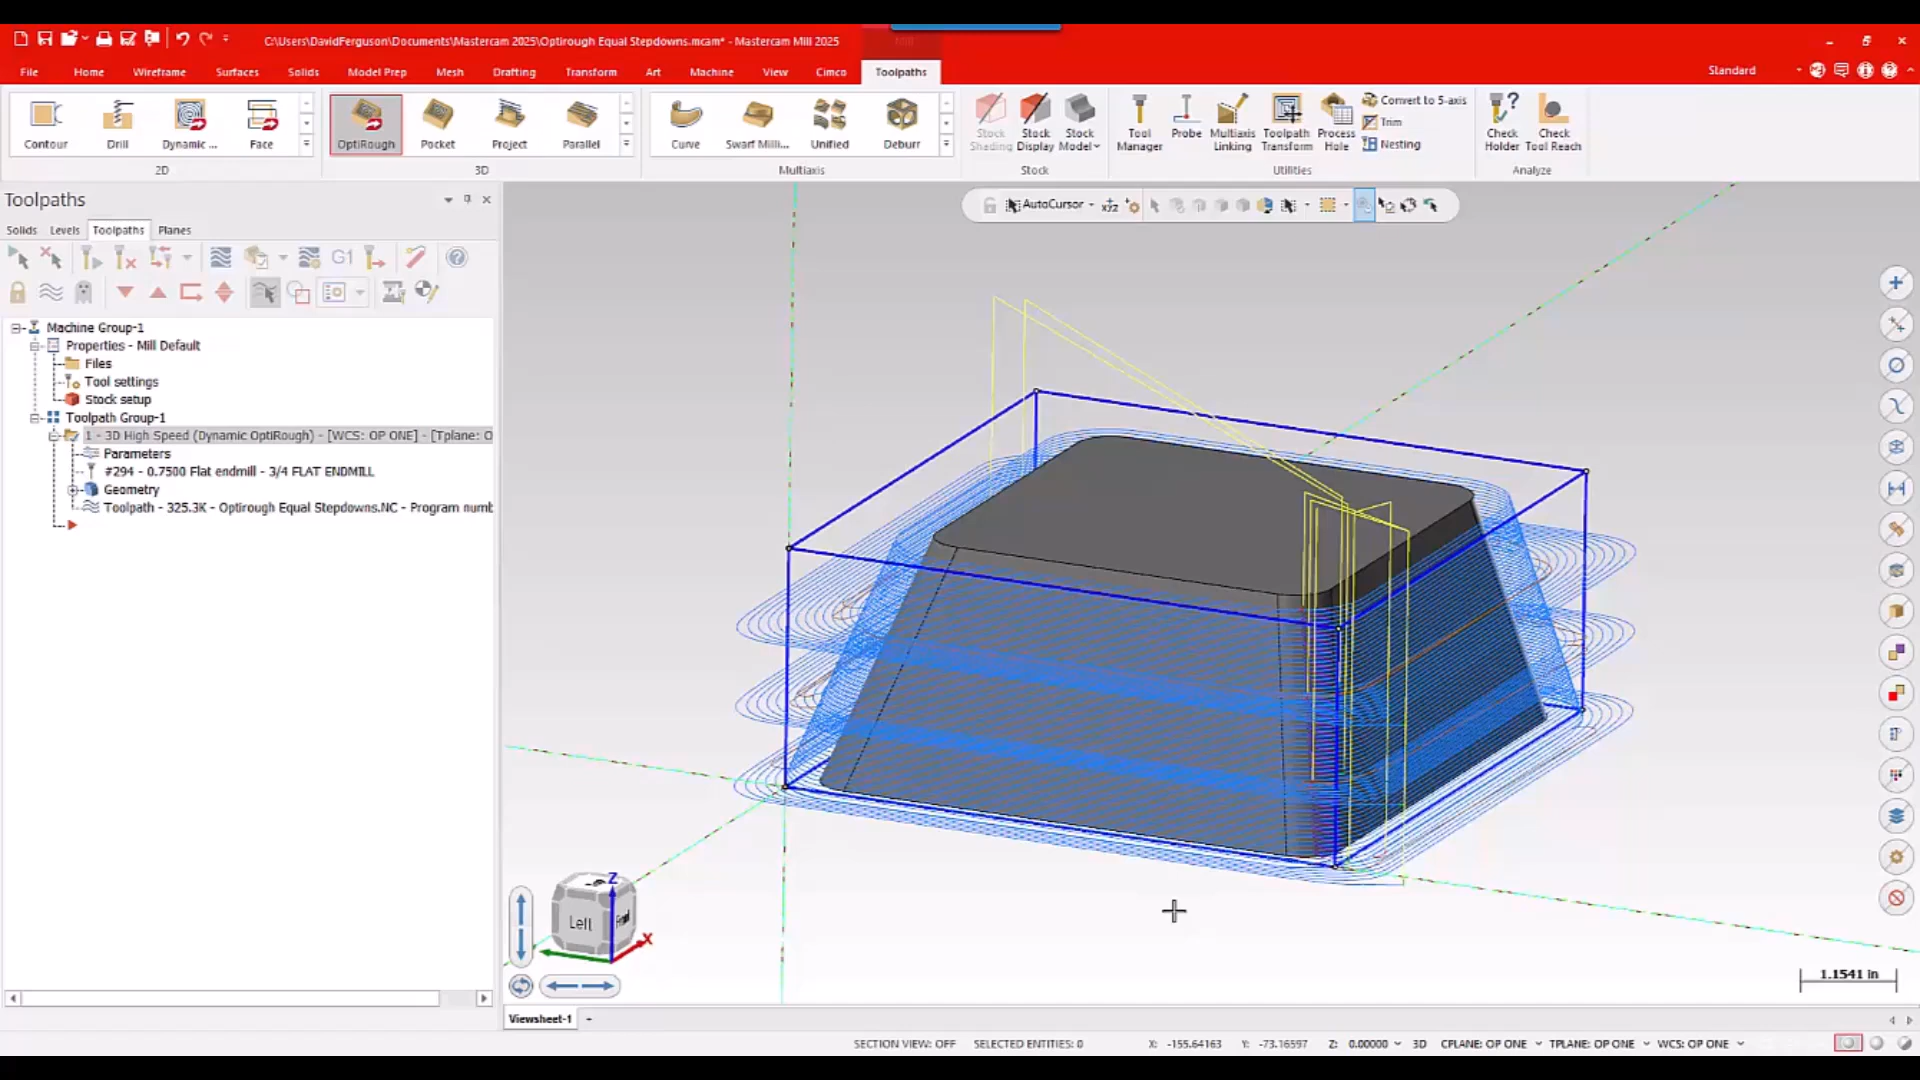 C:\Users\DavidFerguson\Documents\Mastercam 2025\Optirough Equal Stepdowns.mcam* - Mastercam Mill 2025
File Home Wireframe Surfaces Solids Model Prep Mesh Drafting Transform Art Machine View Cimco Toolpaths Standard
Contour Drill Dynamic ... Face
2D
OptiRough Pocket Project Parallel
3D
Curve Swarf Milli... Unified Deburr
Multiaxis
Stock Shading
Stock Display
Stock Model
Stock
Tool Manager
Probe
Multiaxis Linking
Toolpath Transform
Process Hole
Convert to 5-axis
Trim
Nesting
Utilities
Check Holder
Check Tool Reach
Analyze
Toolpaths
Solids Levels Toolpaths Planes
G1
AutoCursor
xyz
Machine Group-1
Properties - Mill Default
Files
Tool settings
Stock setup
Toolpath Group-1
1 - 3D High Speed (Dynamic OptiRough) - [WCS: OP ONE] - [Tplane: O
Parameters
#294 - 0.7500 Flat endmill - 3/4 FLAT ENDMILL
Geometry
Toolpath - 325.3K - Optirough Equal Stepdowns.NC - Program numb
Z
Left
X
1.1541 in
Viewsheet-1 +
SECTION VIEW: OFF SELECTED ENTITIES: 0 X: -155.64163 Y: -73.16597 Z: 0.00000 3D CPLANE: OP ONE TPLANE: OP ONE WCS: OP ONE